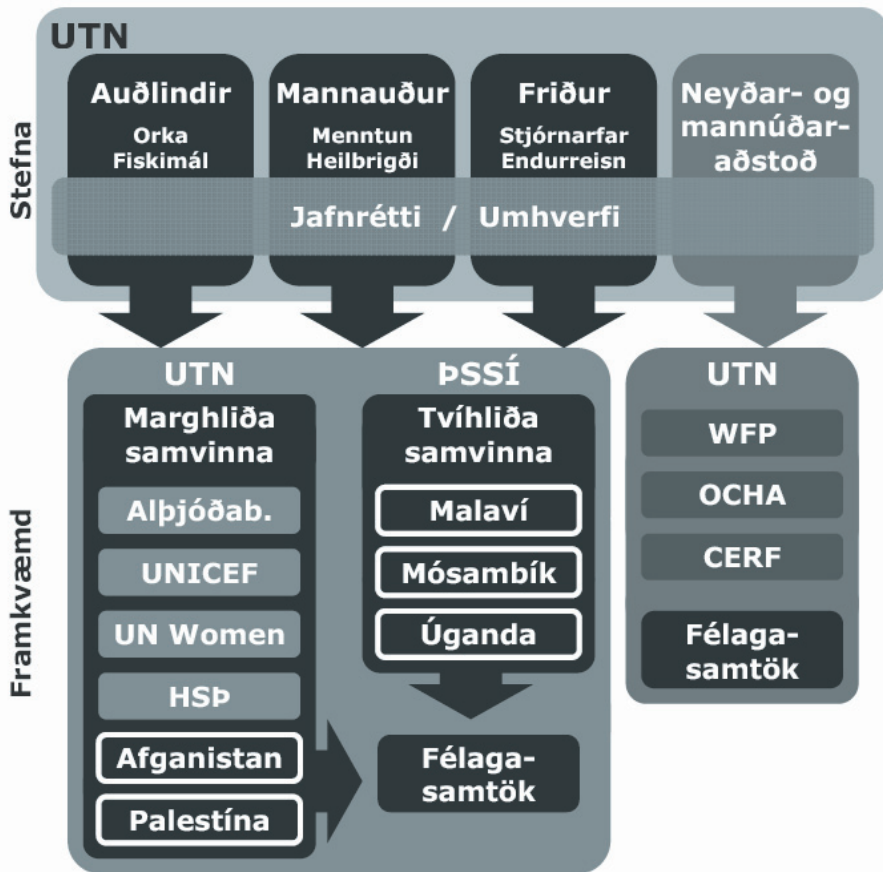 UTN
Stefna
Auðlindir
Orka
Fiskimál
Mannauður
Menntun
Heilbrigði
Friður
Stjórnarfar
Endurreisn
Neyðar- og
mannúðar-
aðstoð
Jafnrétti / Umhverfi
Framkvæmd
UTN
Marghliða
samvinna
Alþjóðab.
UNICEF
UN Women
HSÞ
Afganistan
Palestína
ÞSSÍ
Tvíhliða
samvinna
Malaví
Mósambík
Úganda
Félaga-
samtök
UTN
WFP
OCHA
CERF
Félaga-
samtök